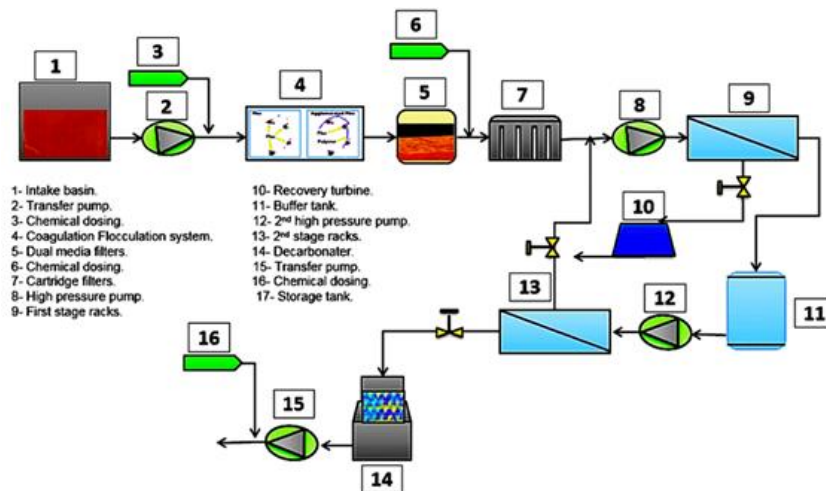 1
2
3
4
5
6
7
8
9
10
11
12
13
14
15
16
1- Intake basin.
2- Transfer pump.
3- Chemical dosing.
4- Coagulation Flocculation system.
5- Dual media filters.
6- Chemical dosing.
7- Cartridge filters.
8- High pressure pump.
9- First stage racks.
10- Recovery turbine.
11- Buffer tank.
12- 2nd high pressure pump.
13- 2nd stage racks.
14- Decarbonater.
15- Transfer pump.
16- Chemical dosing.
17- Storage tank.